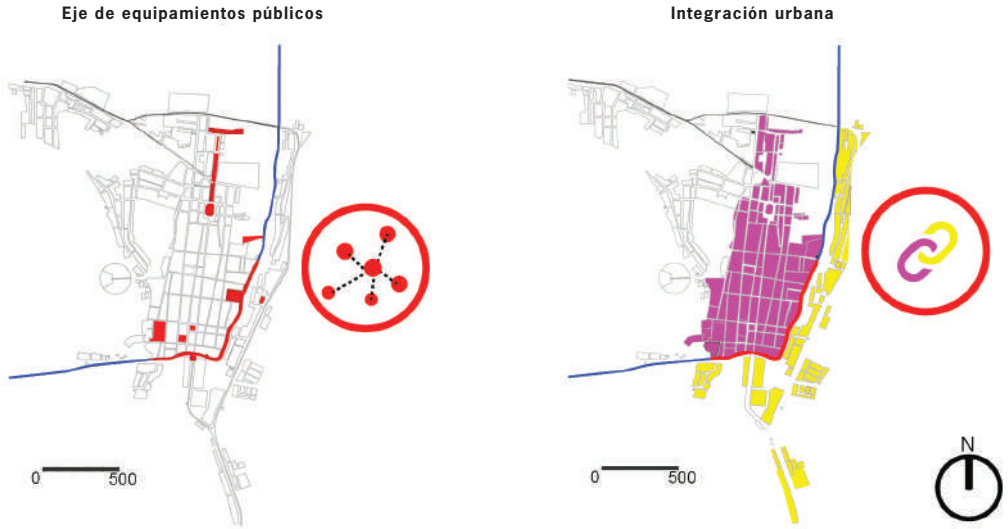 Eje de equipamientos públicos
Integración urbana
0 500
0 500
N